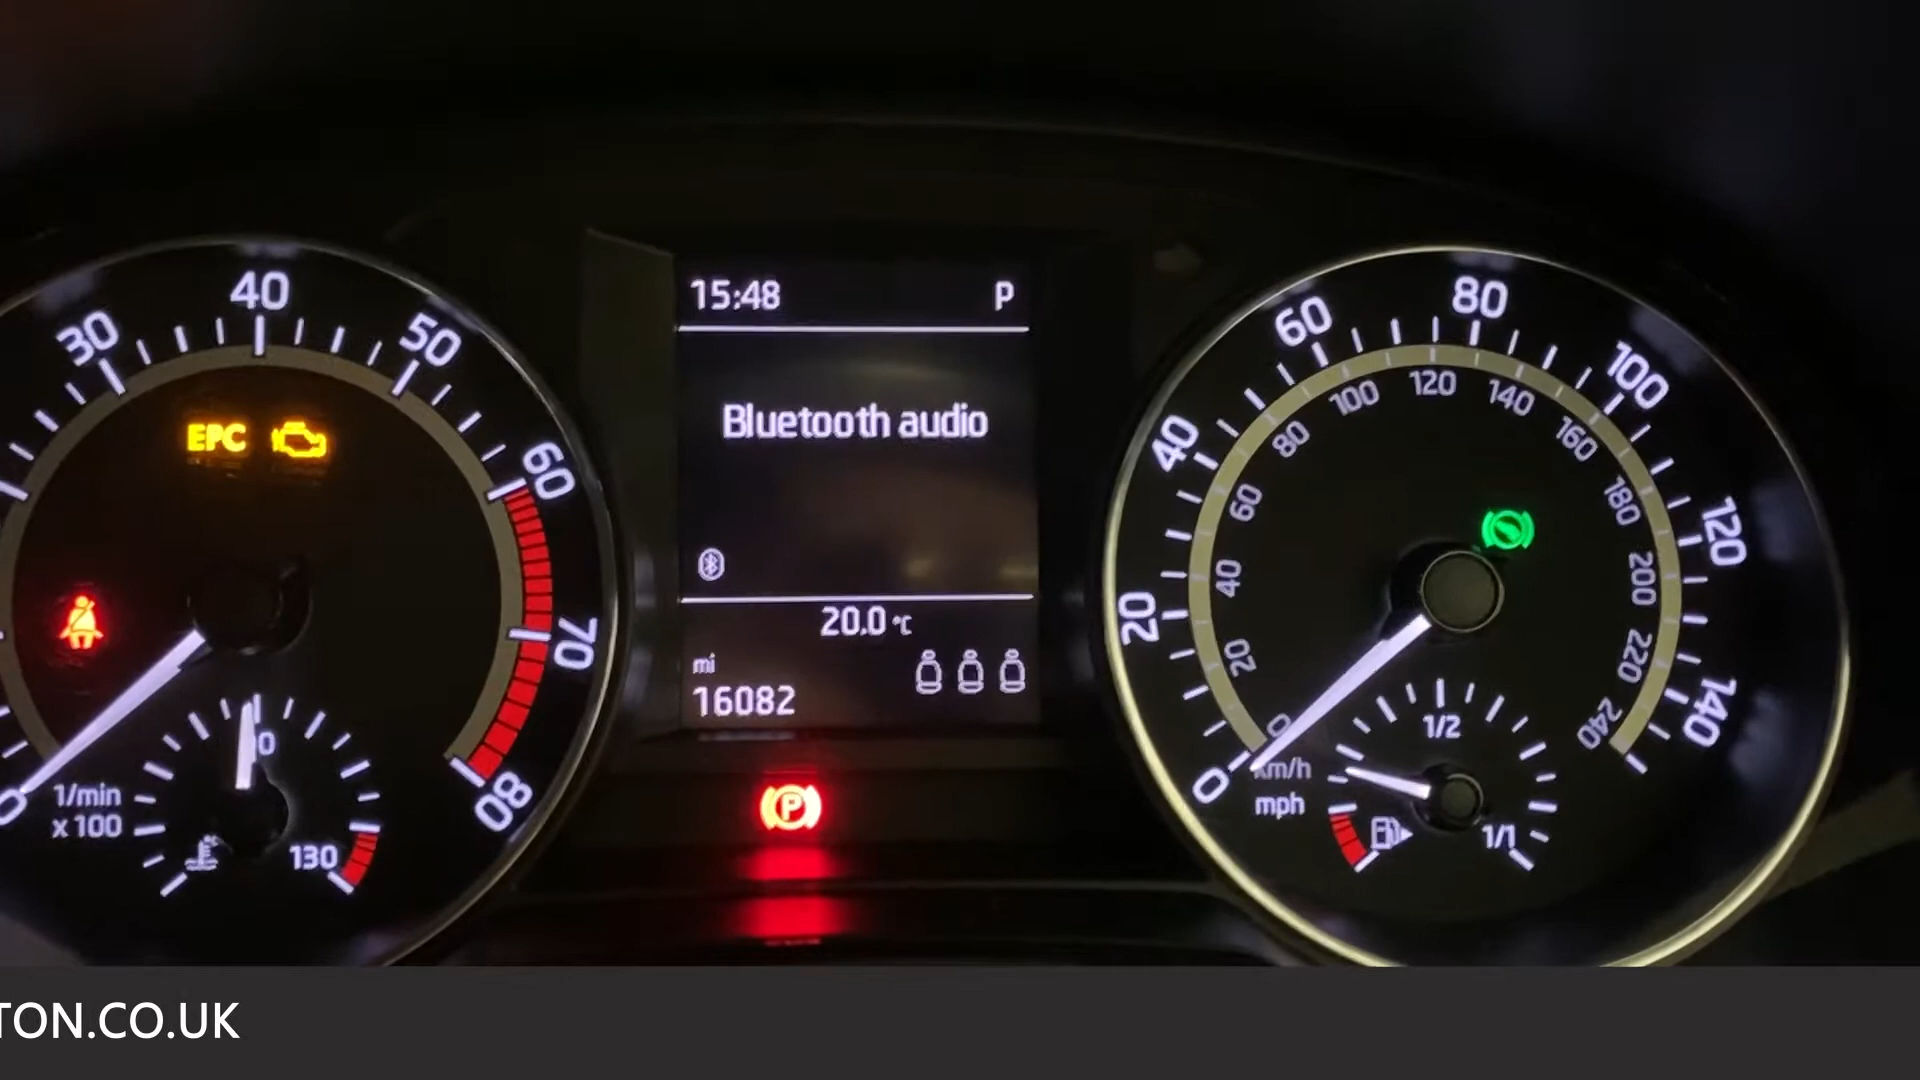 15:48 P
Bluetooth audio
20.0 °C
mi
16082
30 40 50 60 70 80
EPC
0
1/min
x 100
130
P
0 20 40 60 80 100 120 140
0 20 40 60 80 100 120 140 160 180 200 220 240
km/h
mph
1/2
1/1
TON.CO.UK